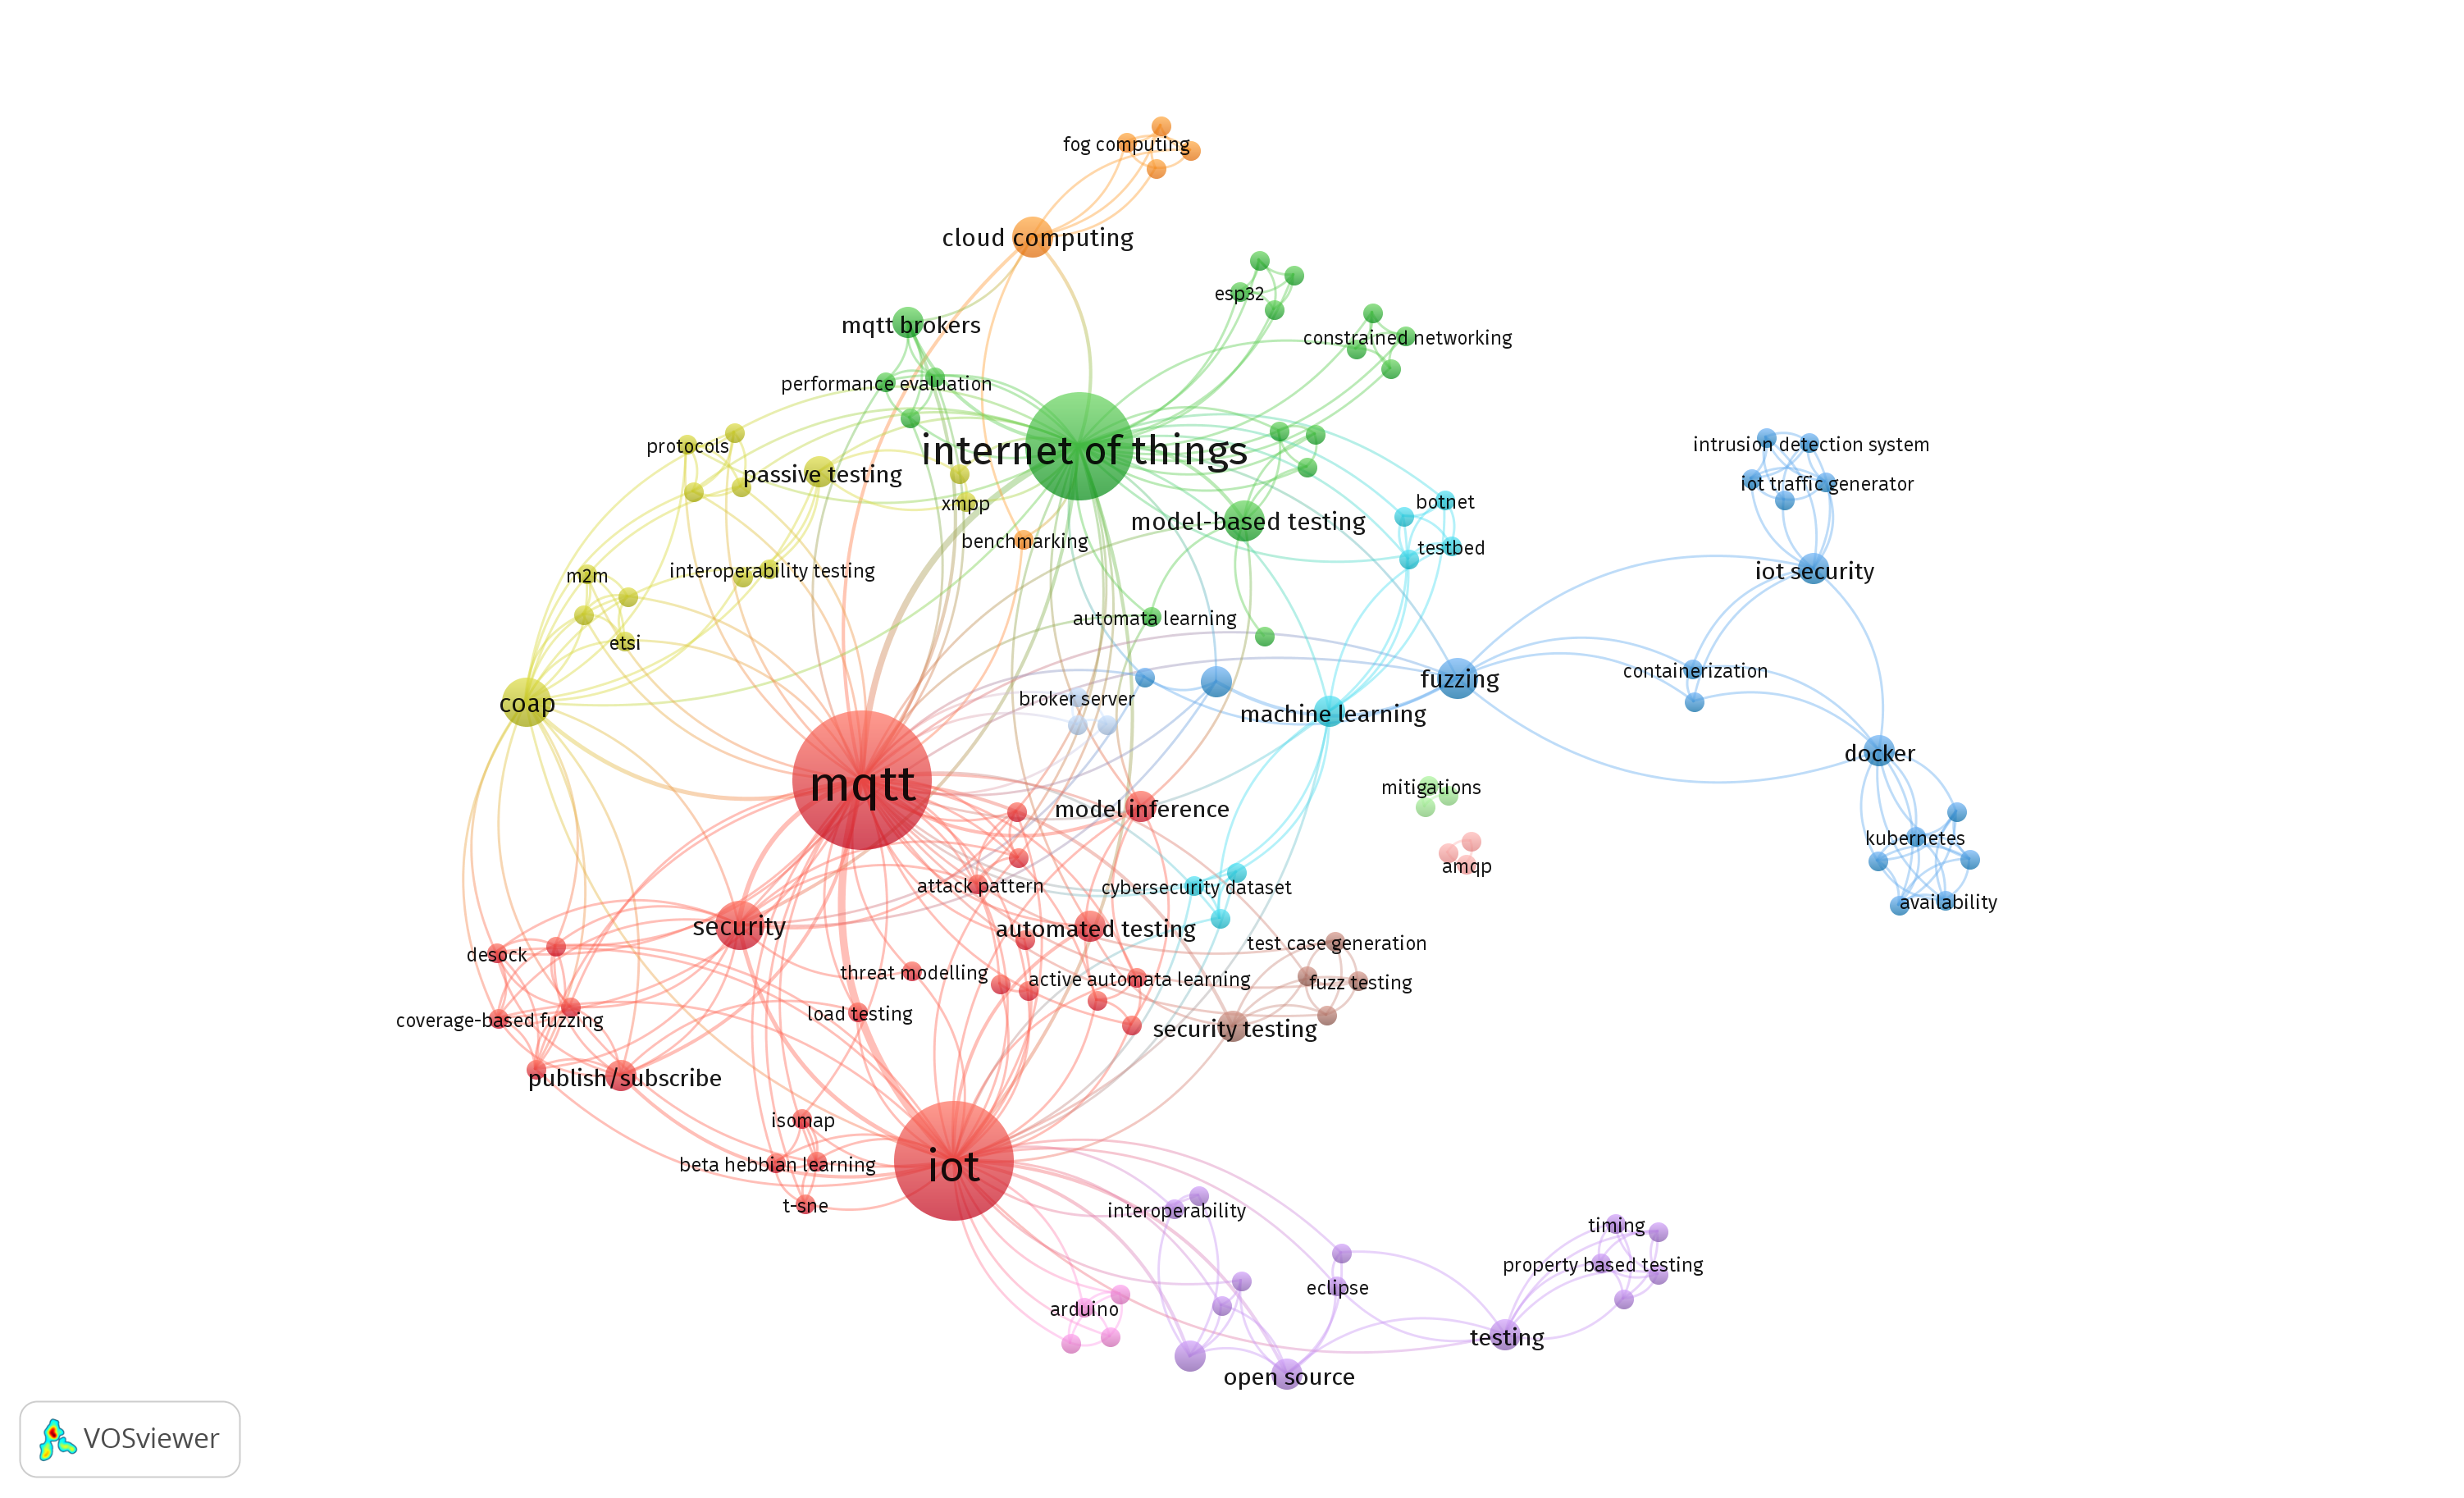 fog computing
cloud computing
esp32
mqtt brokers
constrained networking
performance evaluation
protocols
internet of things
intrusion detection system
passive testing
iot traffic generator
xmpp
botnet
model-based testing
benchmarking
testbed
m2m
interoperability testing
iot security
automata learning
etsi
containerization
fuzzing
broker server
coap
machine learning
docker
mqtt
mitigations
model inference
kubernetes
amqp
attack pattern
cybersecurity dataset
availability
security
automated testing
test case generation
desock
threat modelling
active automata learning
fuzz testing
load testing
coverage-based fuzzing
security testing
publish/subscribe
isomap
beta hebbian learning
iot
t-sne
interoperability
timing
property based testing
eclipse
arduino
testing
open source
VOSviewer